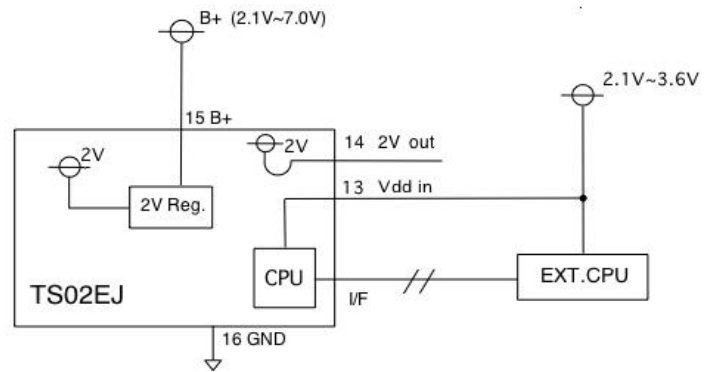 B+ (2.1V~7.0V)
2.1V~3.6V
15 B+
2V
2V
14 2V out
13 Vdd in
2V Reg.
CPU
EXT.CPU
TS02EJ
I/F
16 GND